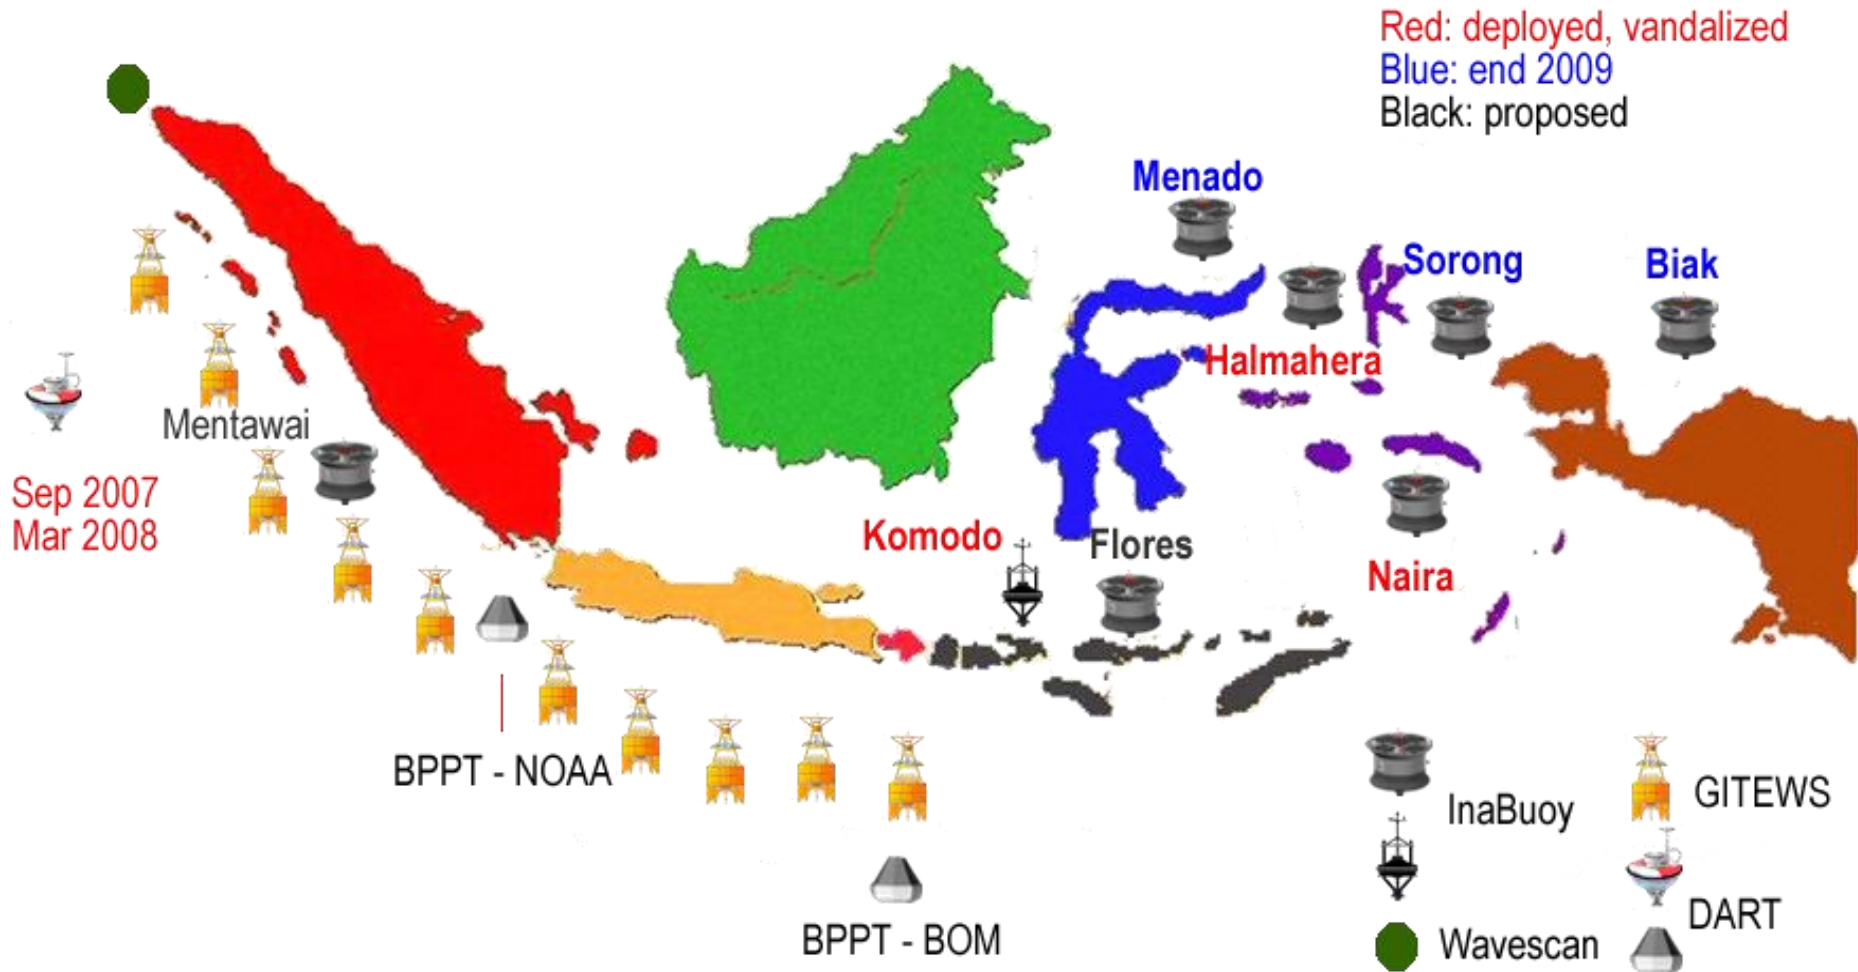 Red: deployed, vandalized
Blue: end 2009
Black: proposed
Menado
Sorong
Biak
Halmahera
Mentawai
Sep 2007
Mar 2008
Komodo
Flores
Naira
BPPT - NOAA
GITEWS
InaBuoy
DART
BPPT - BOM
Wavescan